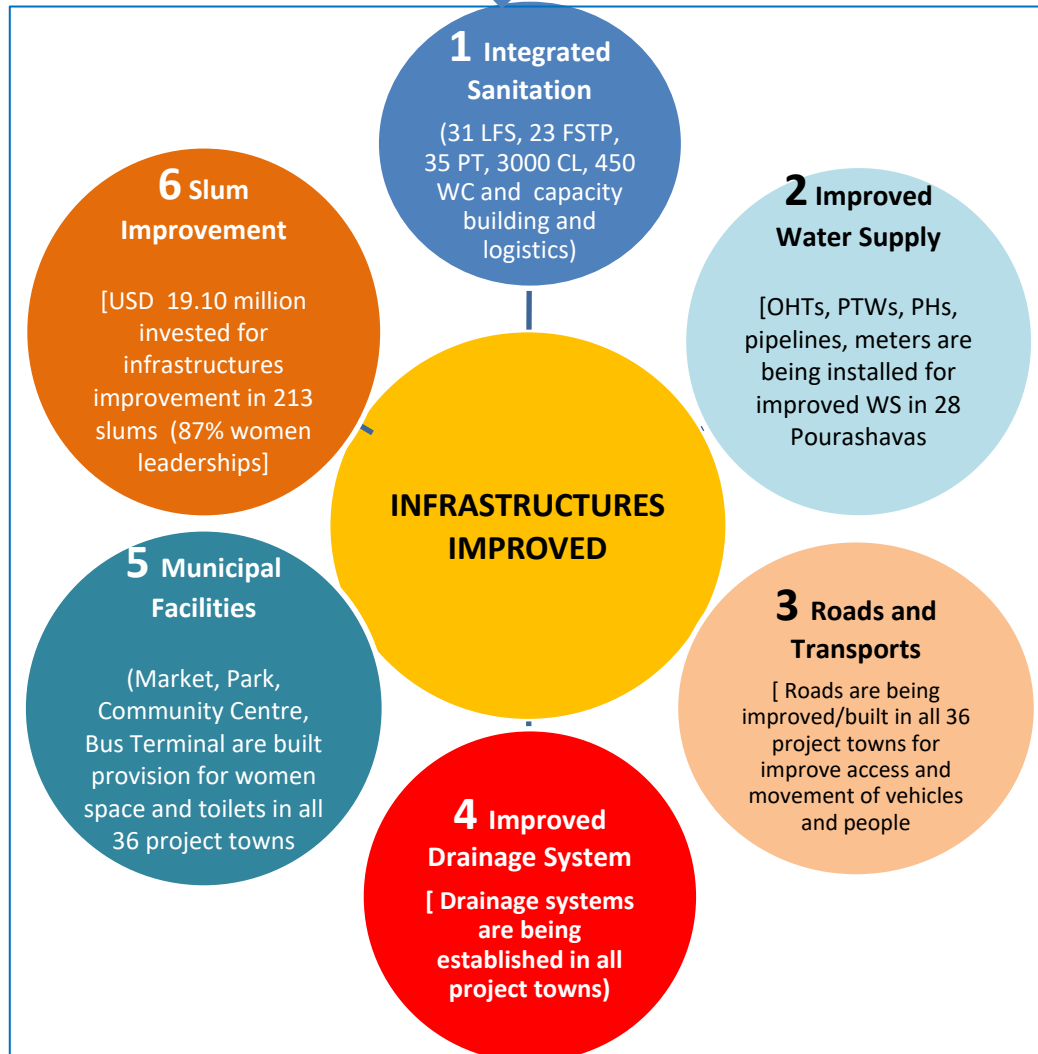 1 Integrated
Sanitation
(31 LFS, 23 FSTP,
35 PT, 3000 CL, 450
WC and capacity
building and
logistics)
2 Improved
Water Supply
[OHTs, PTWs, PHs,
pipelines, meters are
being installed for
improved WS in 28
Pourashavas
3 Roads and
Transports
[ Roads are being
improved/built in all 36
project towns for
improve access and
movement of vehicles
and people
4 Improved
Drainage System
[ Drainage systems
are being
established in all
project towns)
5 Municipal
Facilities
(Market, Park,
Community Centre,
Bus Terminal are built
provision for women
space and toilets in all
36 project towns
6 Slum
Improvement
[USD 19.10 million
invested for
infrastructures
improvement in 213
slums (87% women
leaderships]
INFRASTRUCTURES
IMPROVED